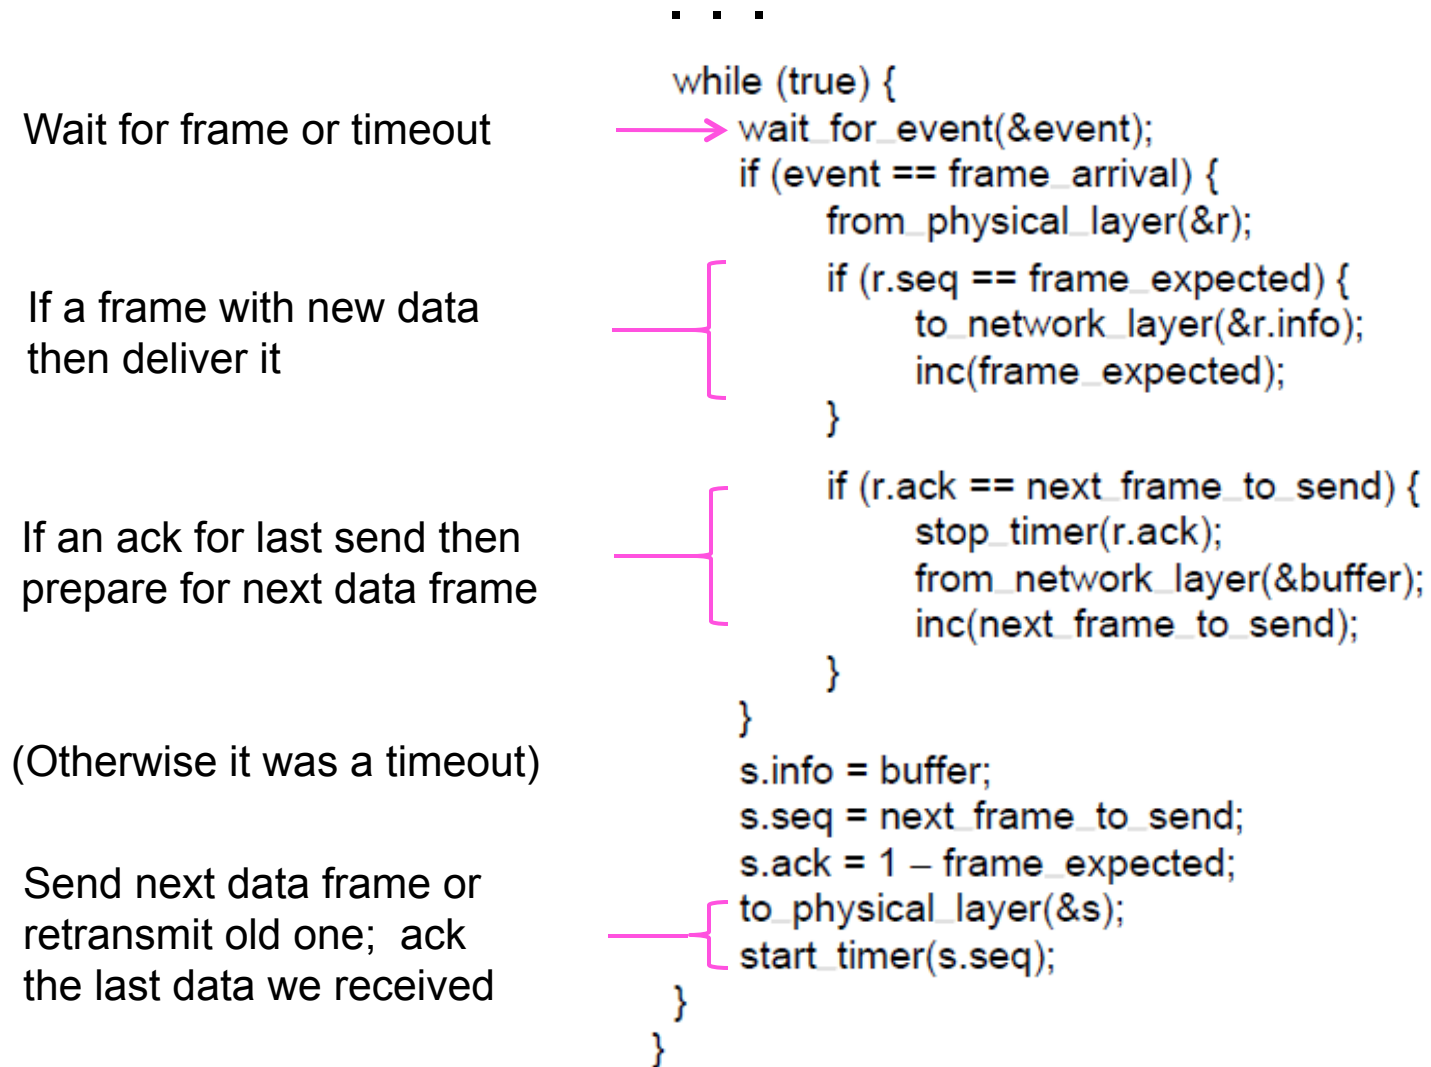 . . .
while (true) {
Wait for frame or timeout
wait_for_event(&event);
if (event == frame_arrival) {
from_physical_layer(&r);
If a frame with new data
then deliver it
if (r.seq == frame_expected) {
to_network_layer(&r.info);
inc(frame_expected);
}
If an ack for last send then
prepare for next data frame
if (r.ack == next_frame_to_send) {
stop_timer(r.ack);
from_network_layer(&buffer);
inc(next_frame_to_send);
}
}
(Otherwise it was a timeout)
s.info = buffer;
s.seq = next_frame_to_send;
s.ack = 1 – frame_expected;
Send next data frame or
retransmit old one;  ack
the last data we received
to_physical_layer(&s);
start_timer(s.seq);
}
}